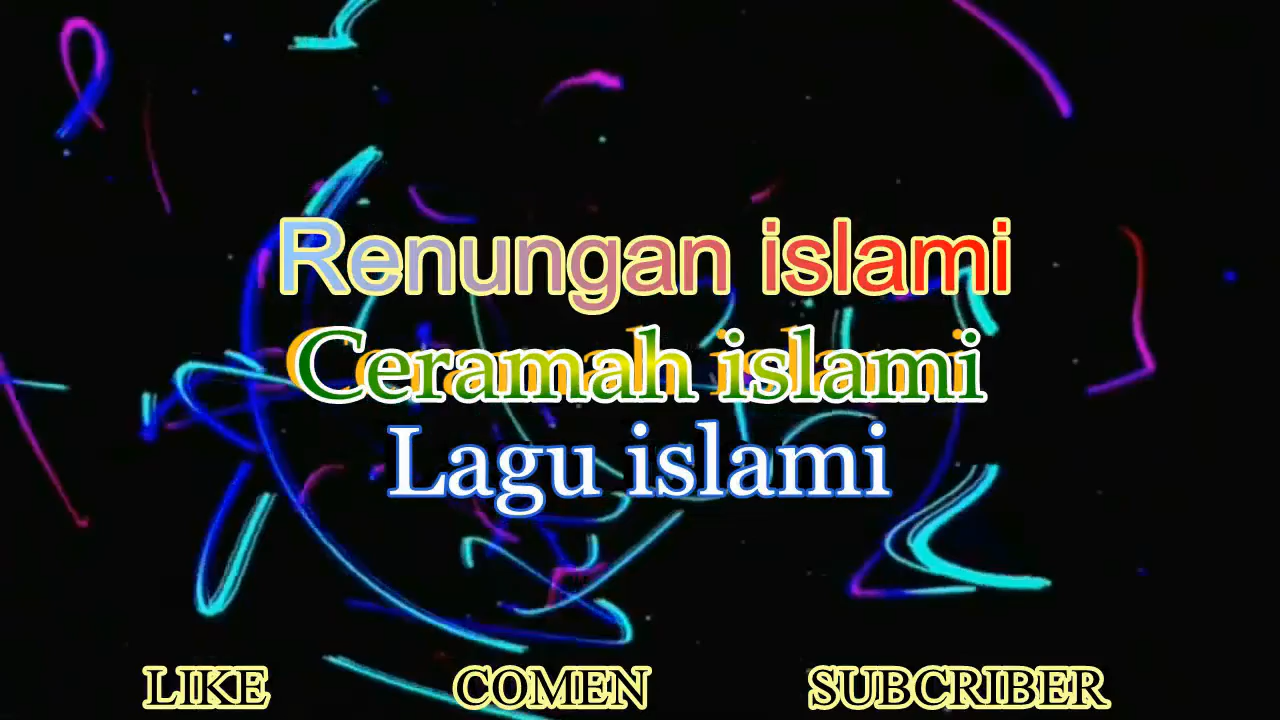 Renungan islami
Ceramah islami
Lagu islami
LIKE COMEN SUBCRIBER